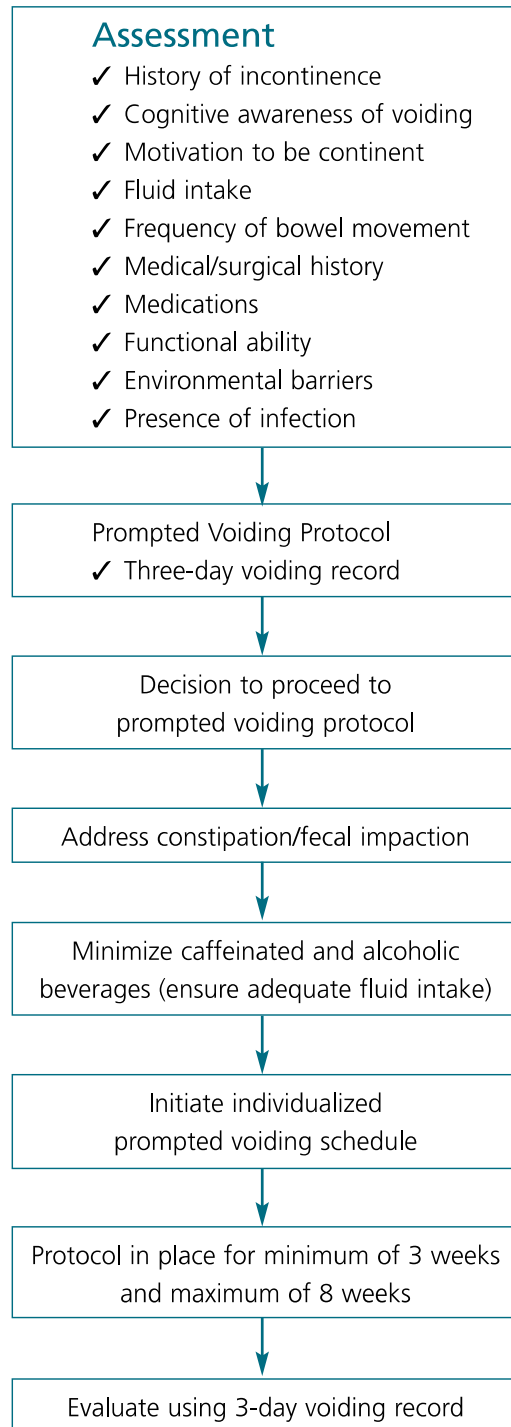 Assessment
✓ History of incontinence
✓ Cognitive awareness of voiding
✓ Motivation to be continent
✓ Fluid intake
✓ Frequency of bowel movement
✓ Medical/surgical history
✓ Medications
✓ Functional ability
✓ Environmental barriers
✓ Presence of infection
Prompted Voiding Protocol
✓ Three-day voiding record
Decision to proceed to
prompted voiding protocol
Address constipation/fecal impaction
Minimize caffeinated and alcoholic
beverages (ensure adequate fluid intake)
Initiate individualized
prompted voiding schedule
Protocol in place for minimum of 3 weeks
and maximum of 8 weeks
Evaluate using 3-day voiding record